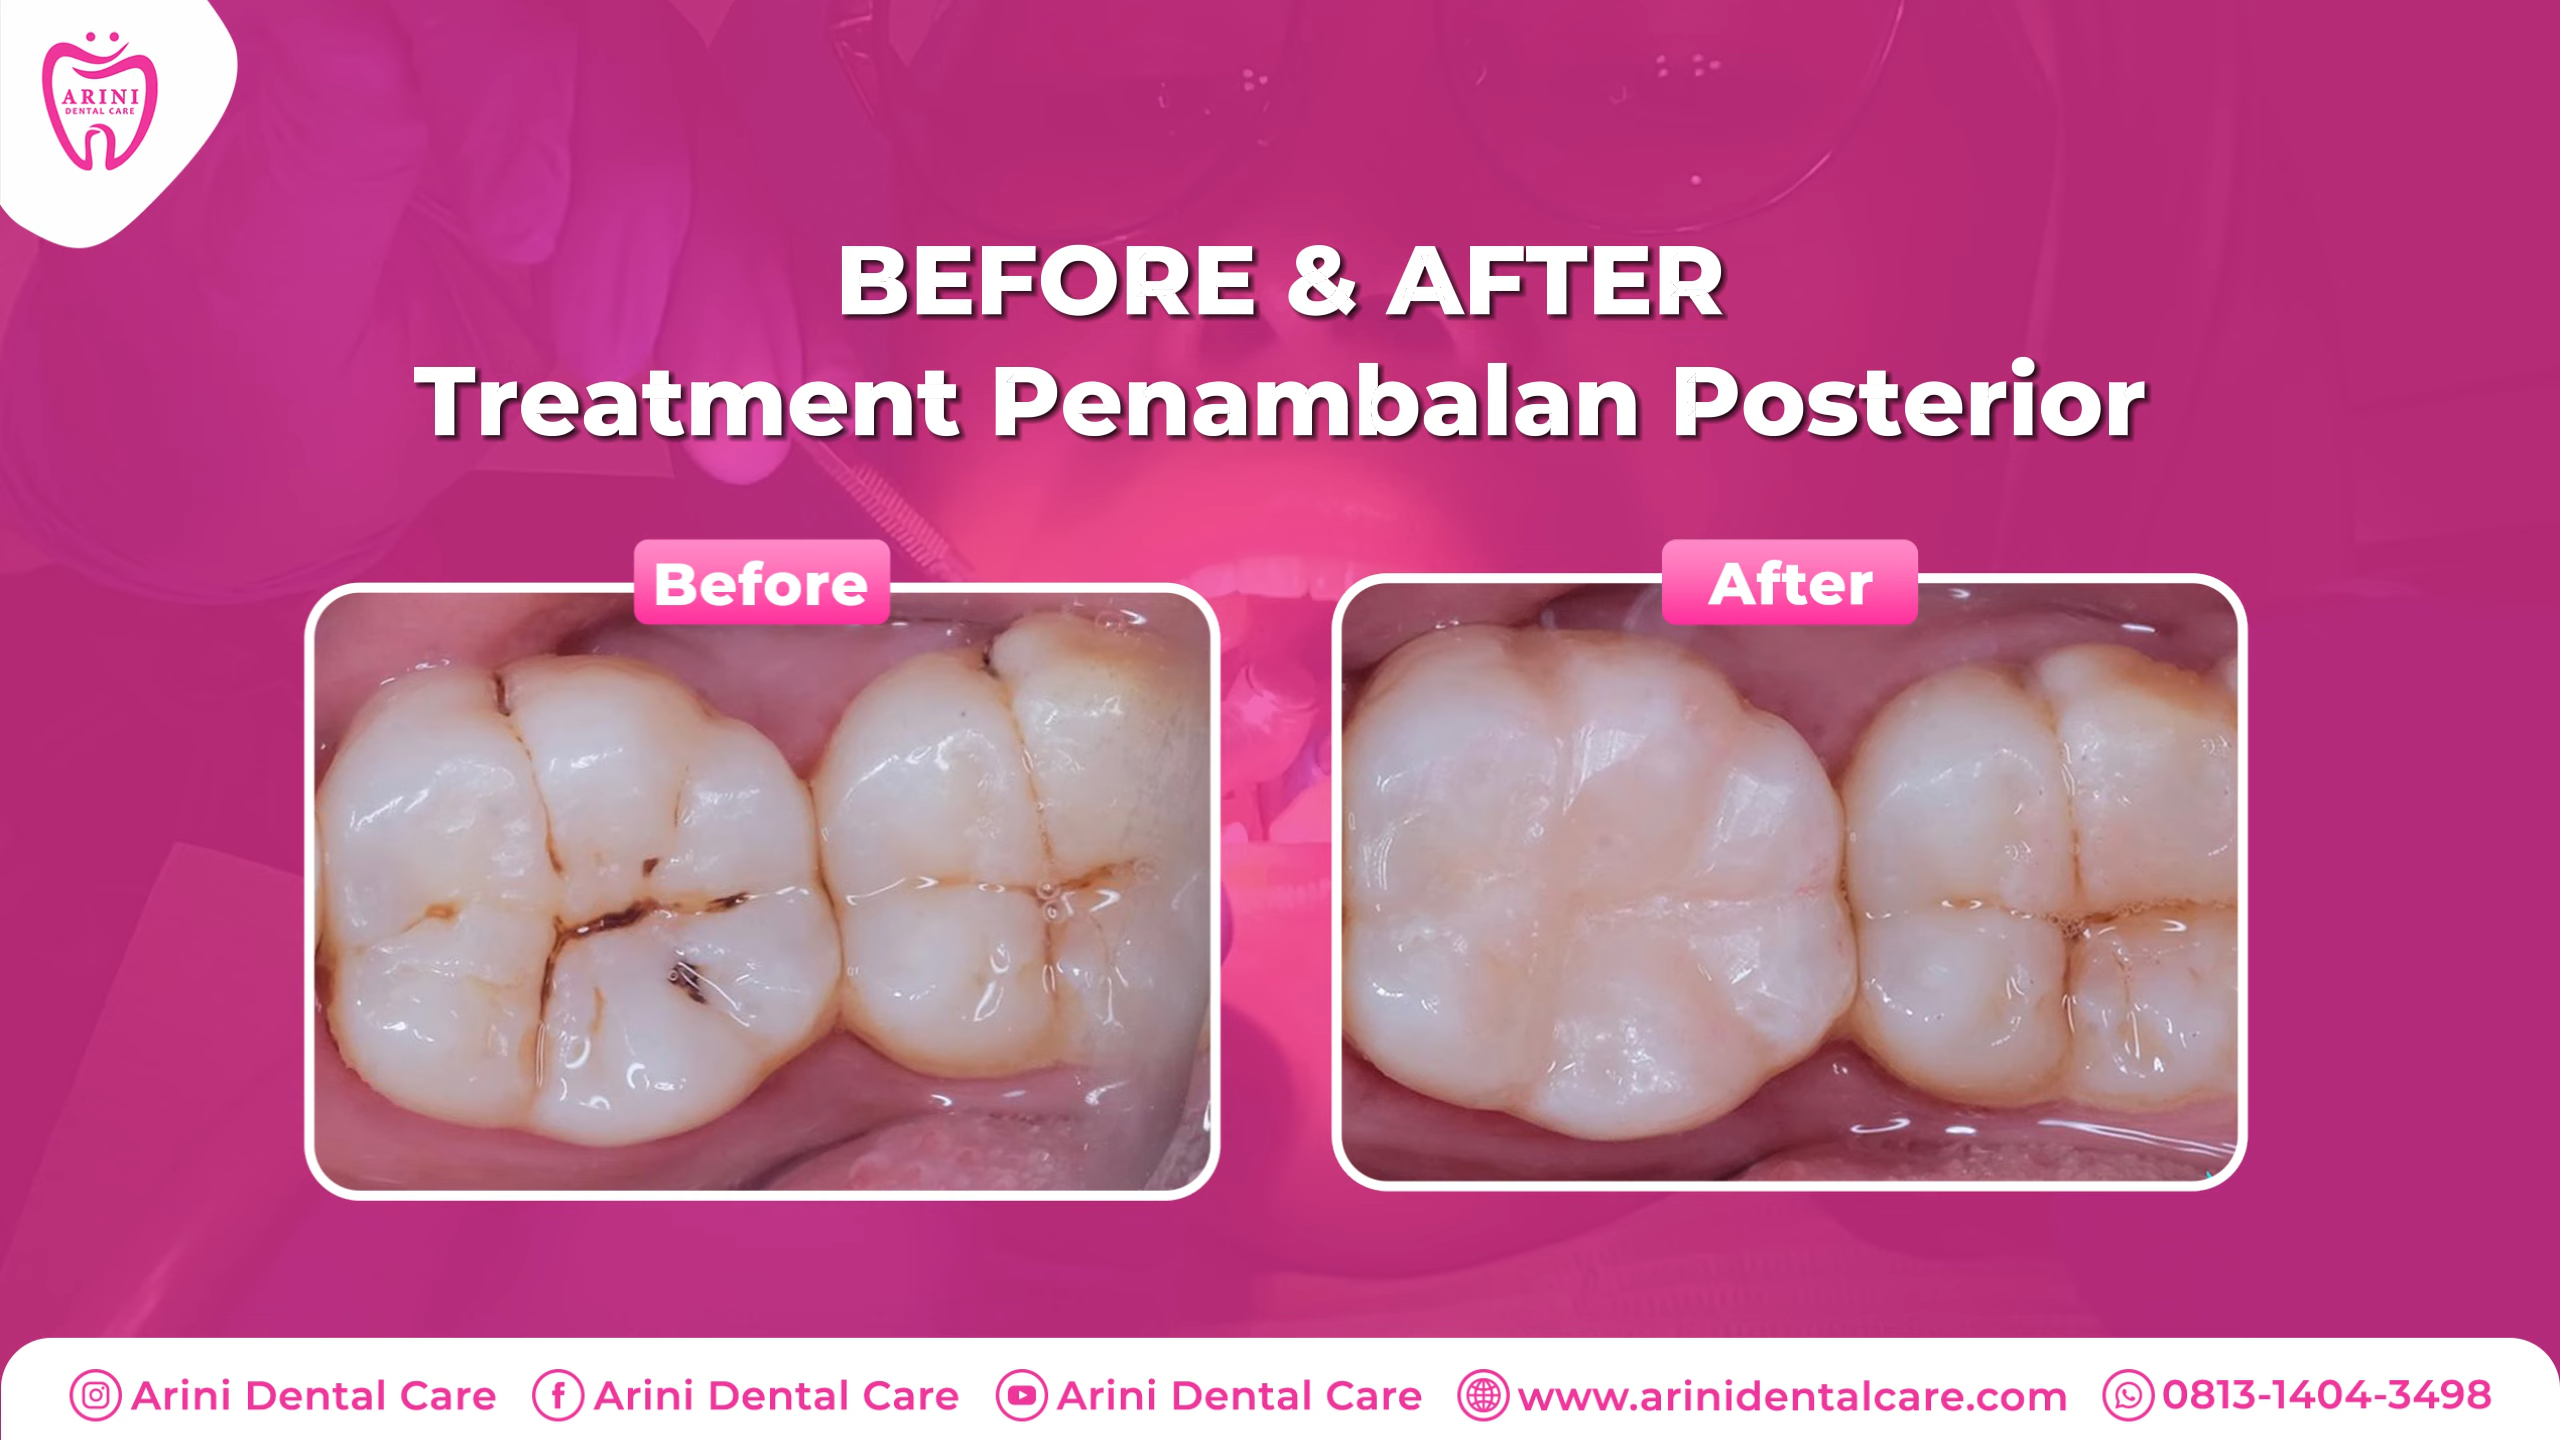 ARINI
DENTAL CARE
BEFORE & AFTER
Treatment Penambalan Posterior
Before
After
Arini Dental Care
Arini Dental Care
Arini Dental Care
www.arinidentalcare.com
0813-1404-3498